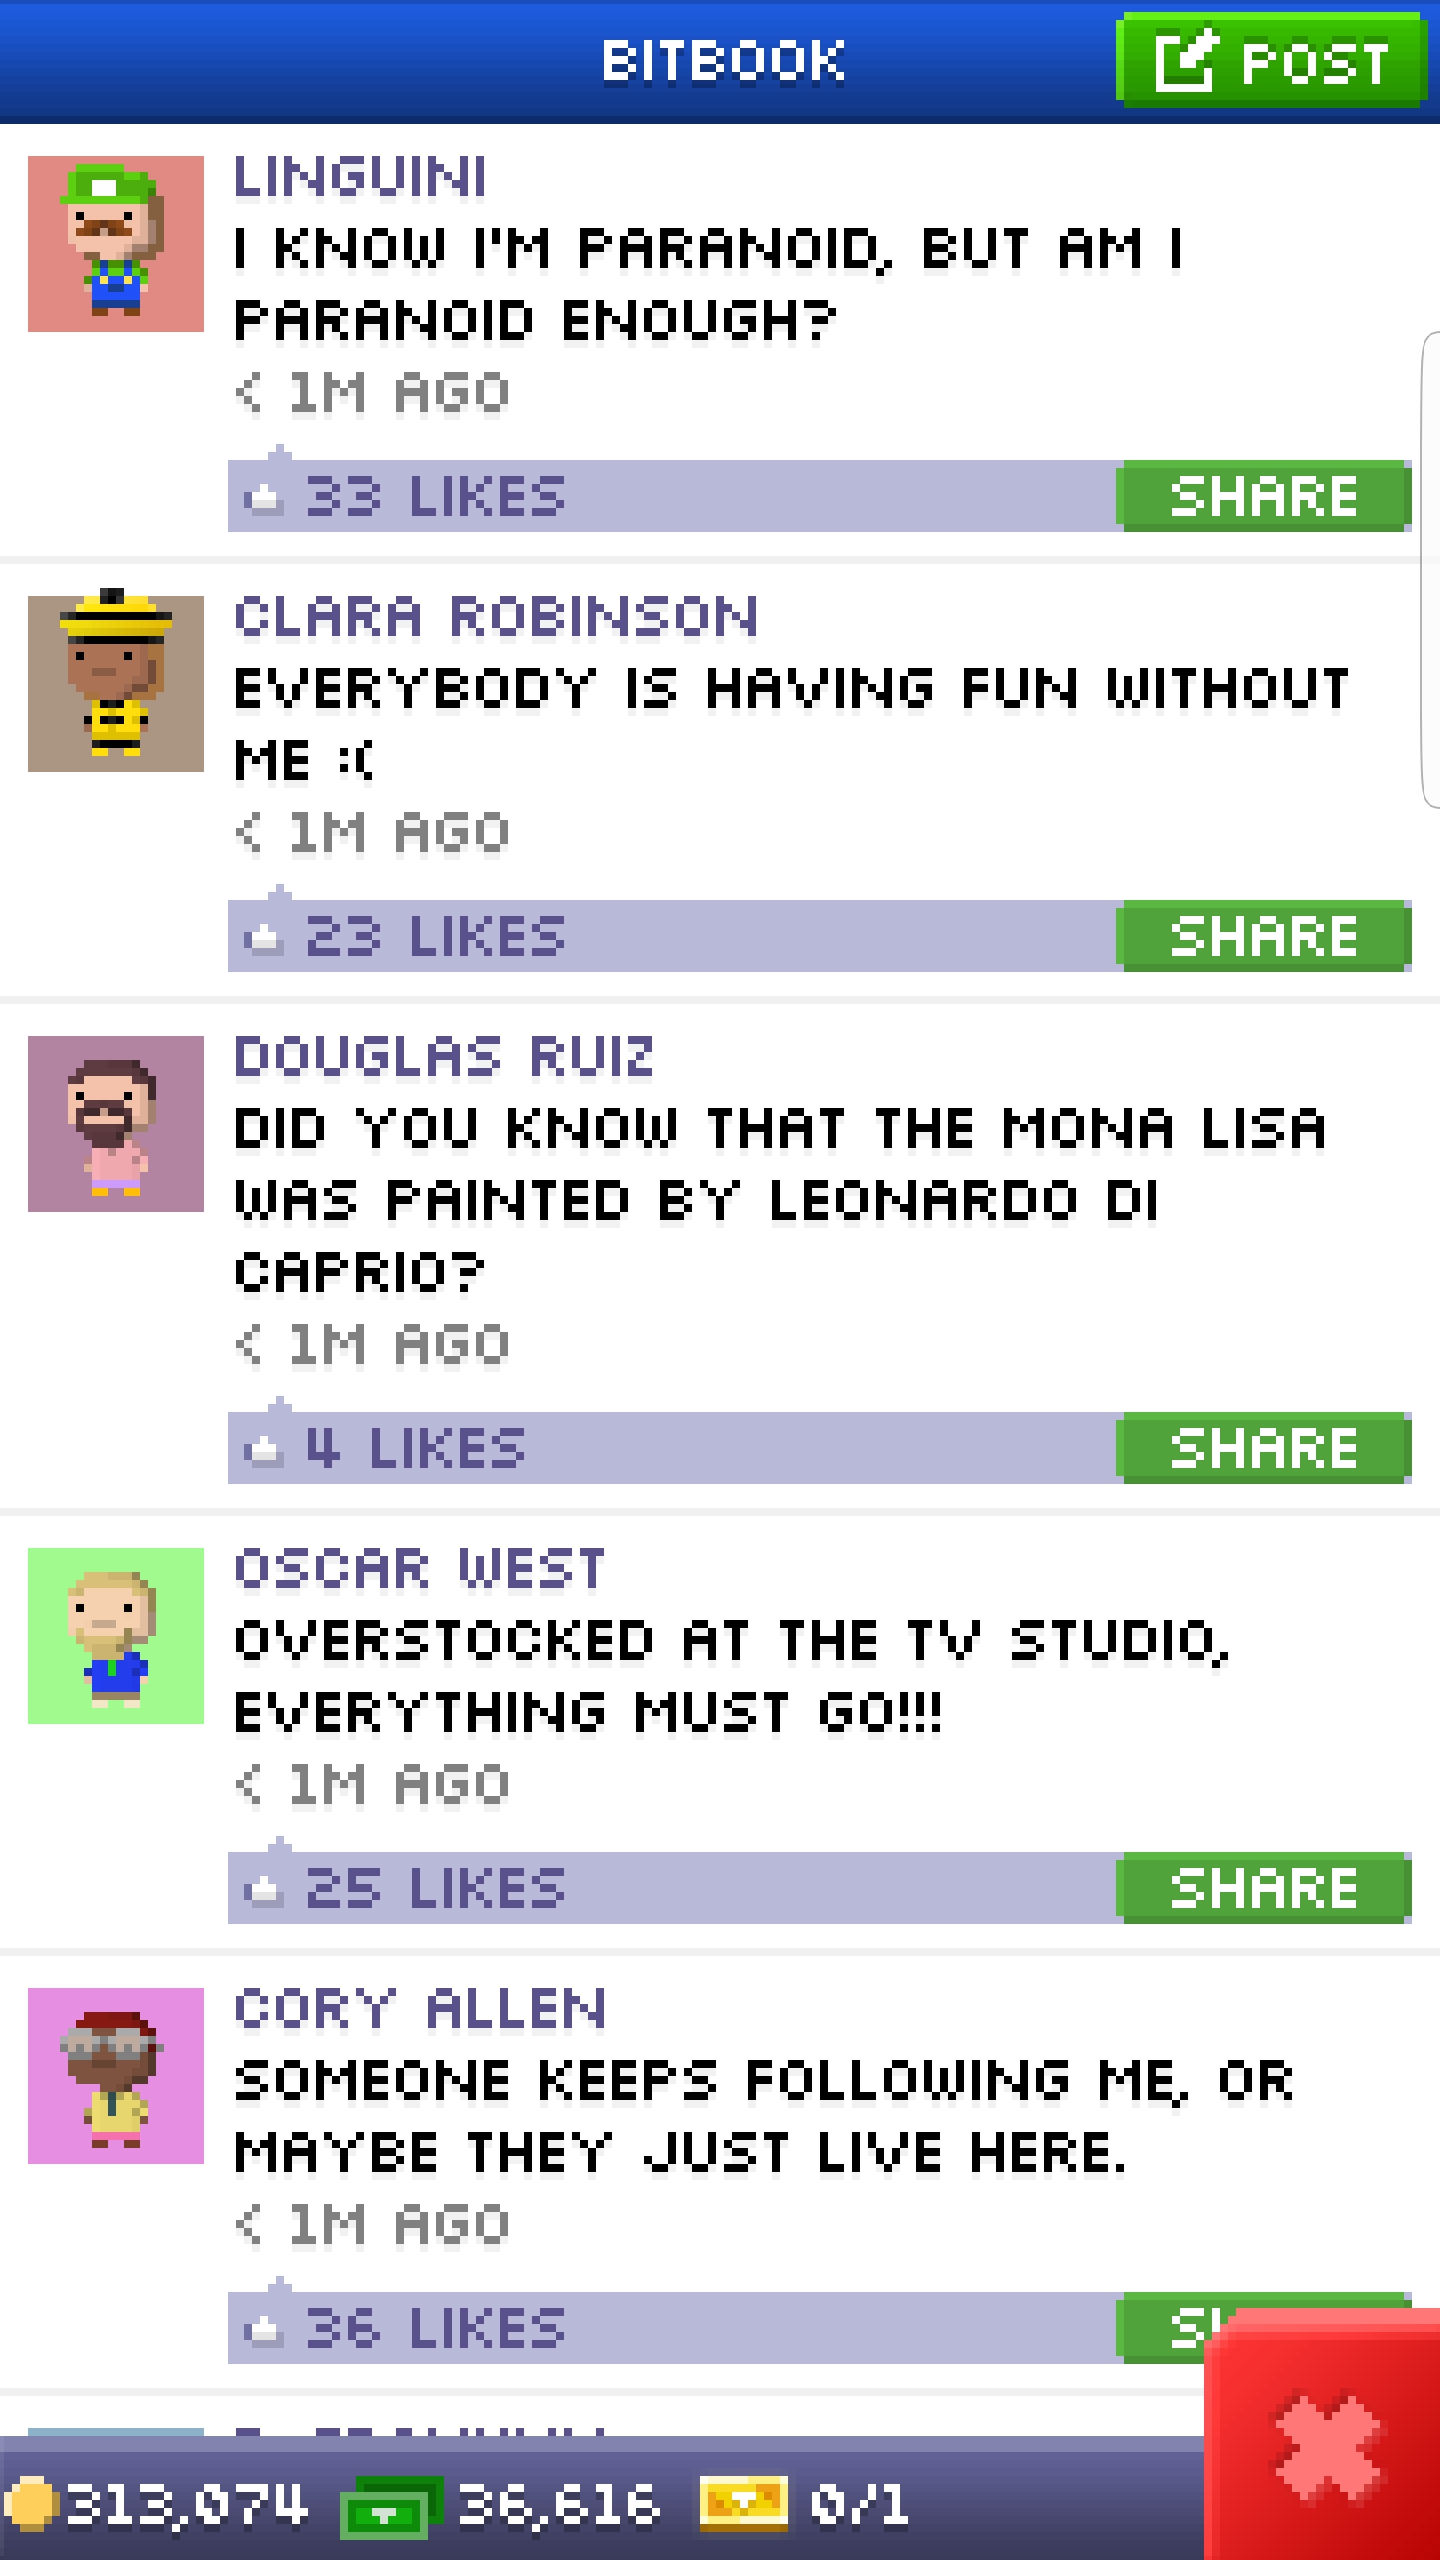 BITBOOK
POST
LINGUINI
I KNOW I'M PARANOID, BUT AM I
PARANOID ENOUGH?
< 1M AGO
33 LIKES
SHARE
CLARA ROBINSON
EVERYBODY IS HAVING FUN WITHOUT
ME :(
< 1M AGO
23 LIKES
SHARE
DOUGLAS RUIZ
DID YOU KNOW THAT THE MONA LISA
WAS PAINTED BY LEONARDO DI
CAPRIO?
< 1M AGO
4 LIKES
SHARE
OSCAR WEST
OVERSTOCKED AT THE TV STUDIO,
EVERYTHING MUST GO!!!
< 1M AGO
25 LIKES
SHARE
CORY ALLEN
SOMEONE KEEPS FOLLOWING ME, OR
MAYBE THEY JUST LIVE HERE.
< 1M AGO
36 LIKES
313,074
36,616
0/1